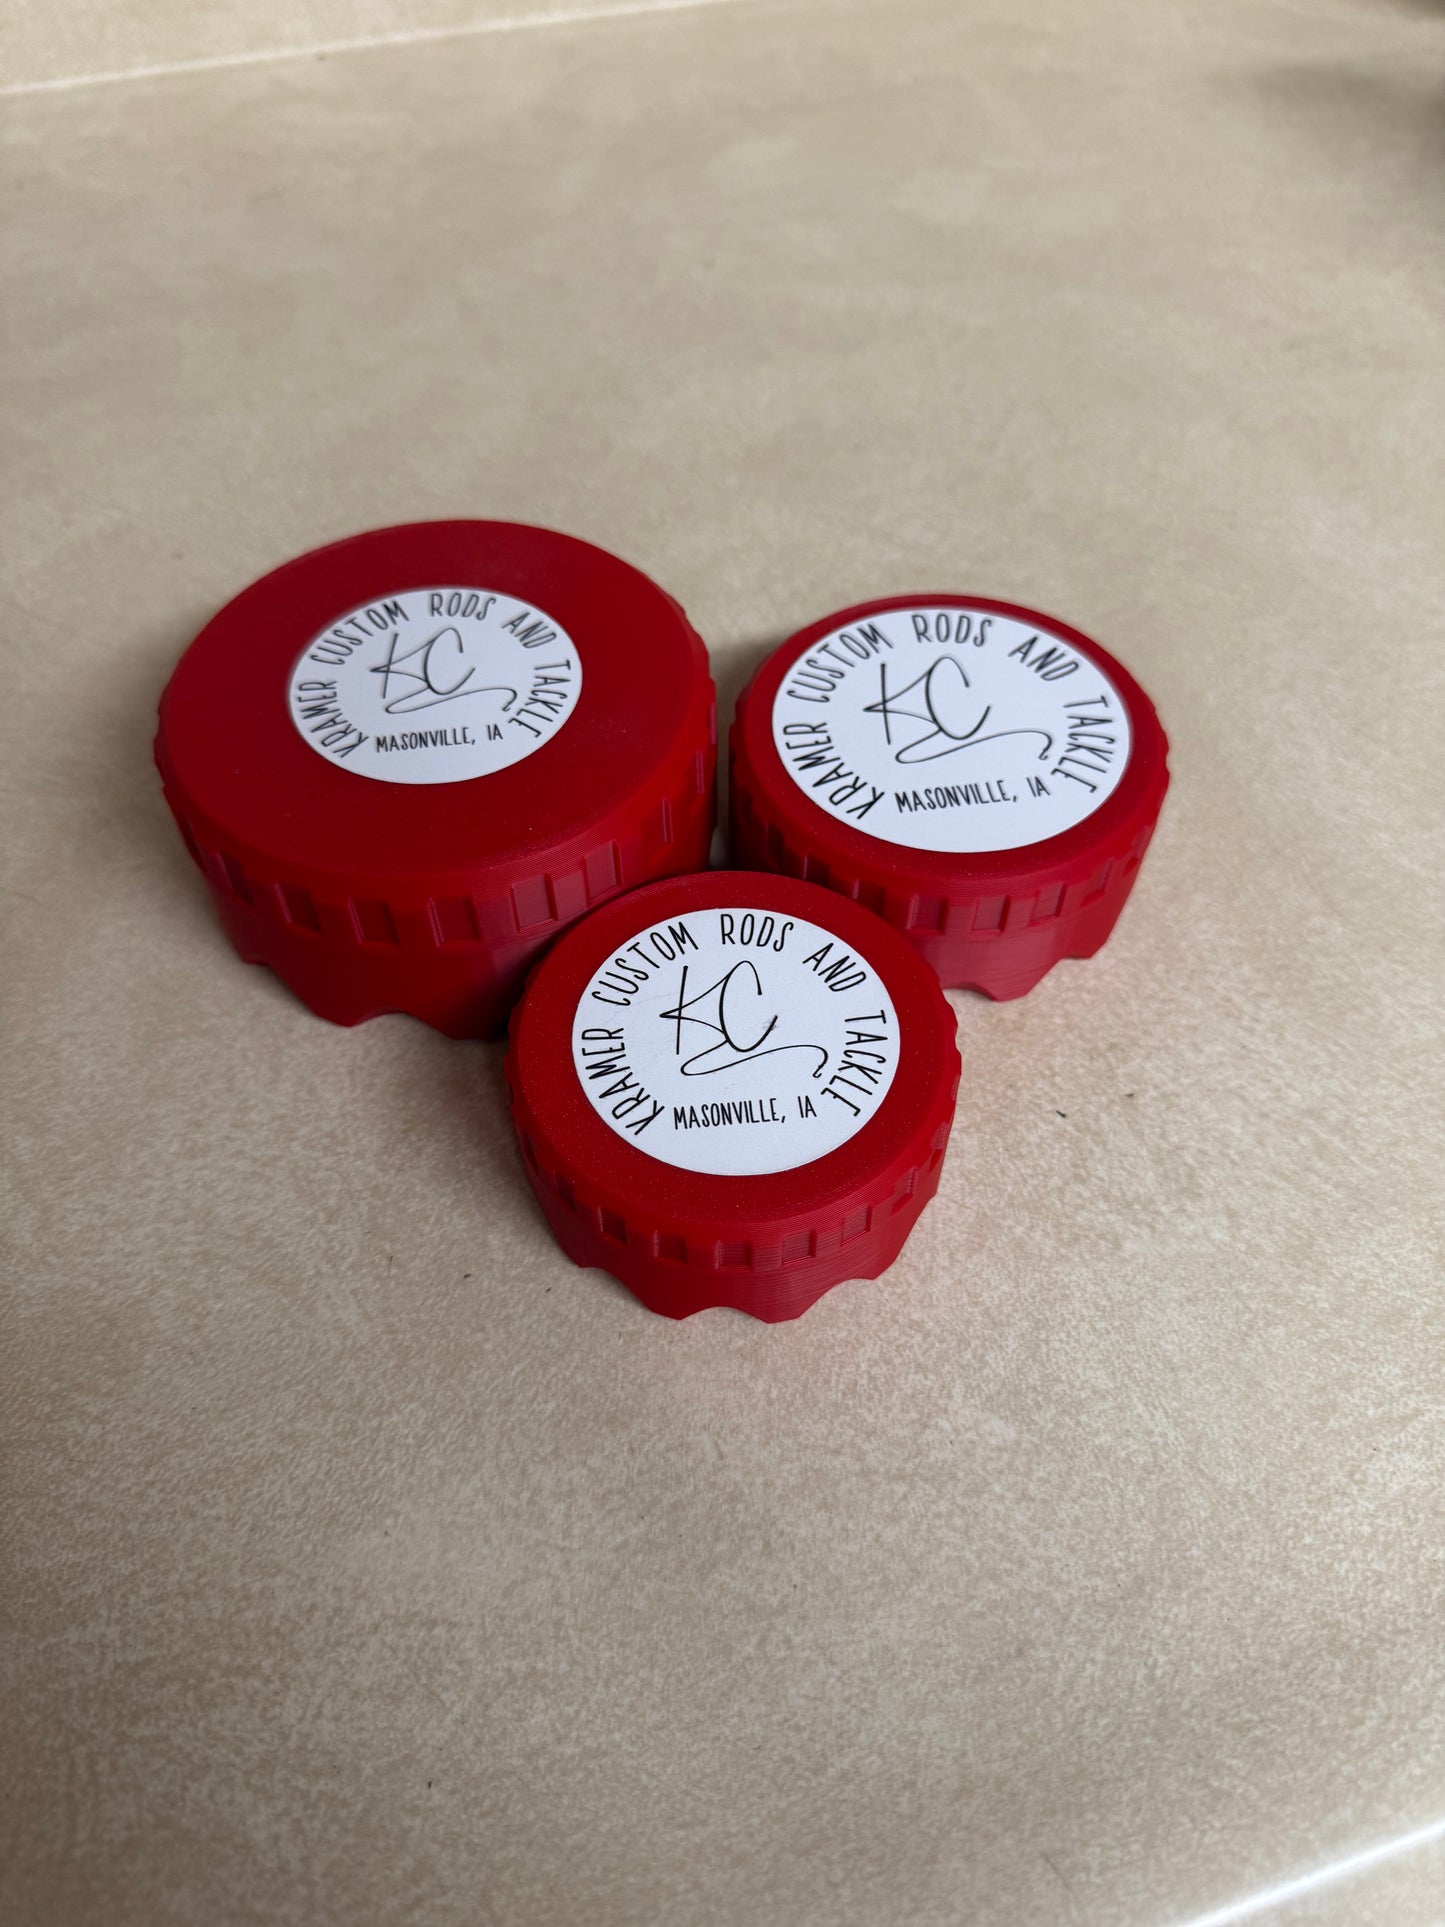 KRAMER CUSTOM RODS AND TACKLE
KC
MASONVILLE, IA
KRAMER CUSTOM RODS AND TACKLE
KC
MASONVILLE, IA
KRAMER CUSTOM RODS AND TACKLE
KC
MASONVILLE, IA